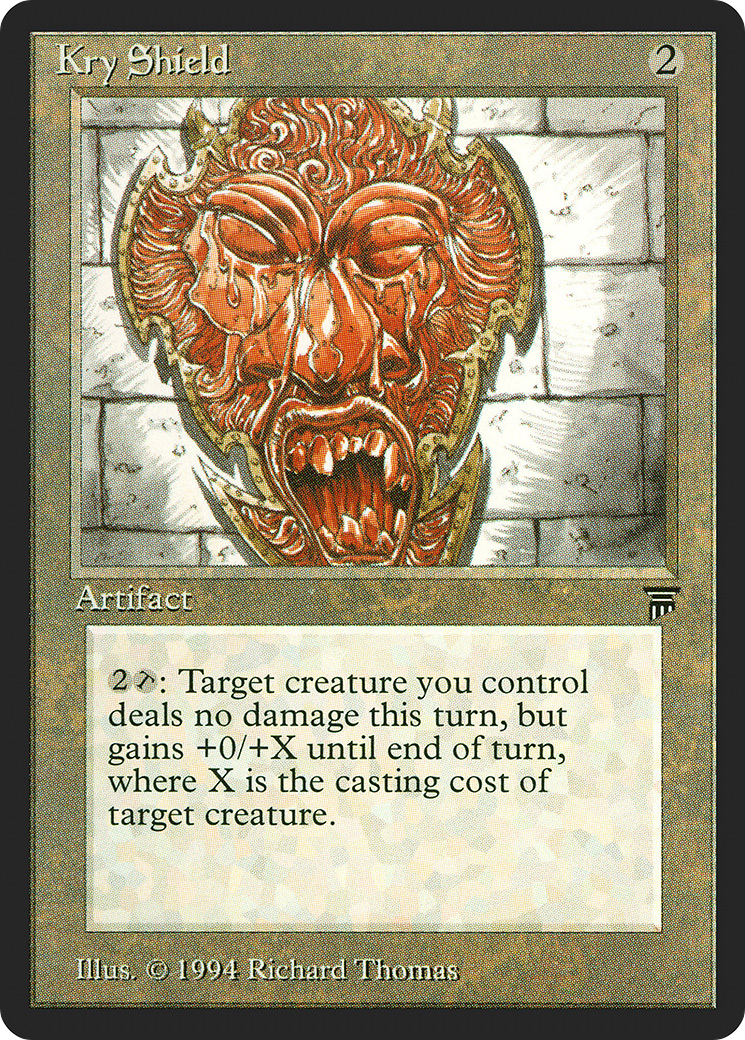 Kry Shield 2
Artifact
2: Target creature you control
deals no damage this turn, but
gains +0/+X until end of turn,
where X is the casting cost of
target creature.
Illus. © 1994 Richard Thomas